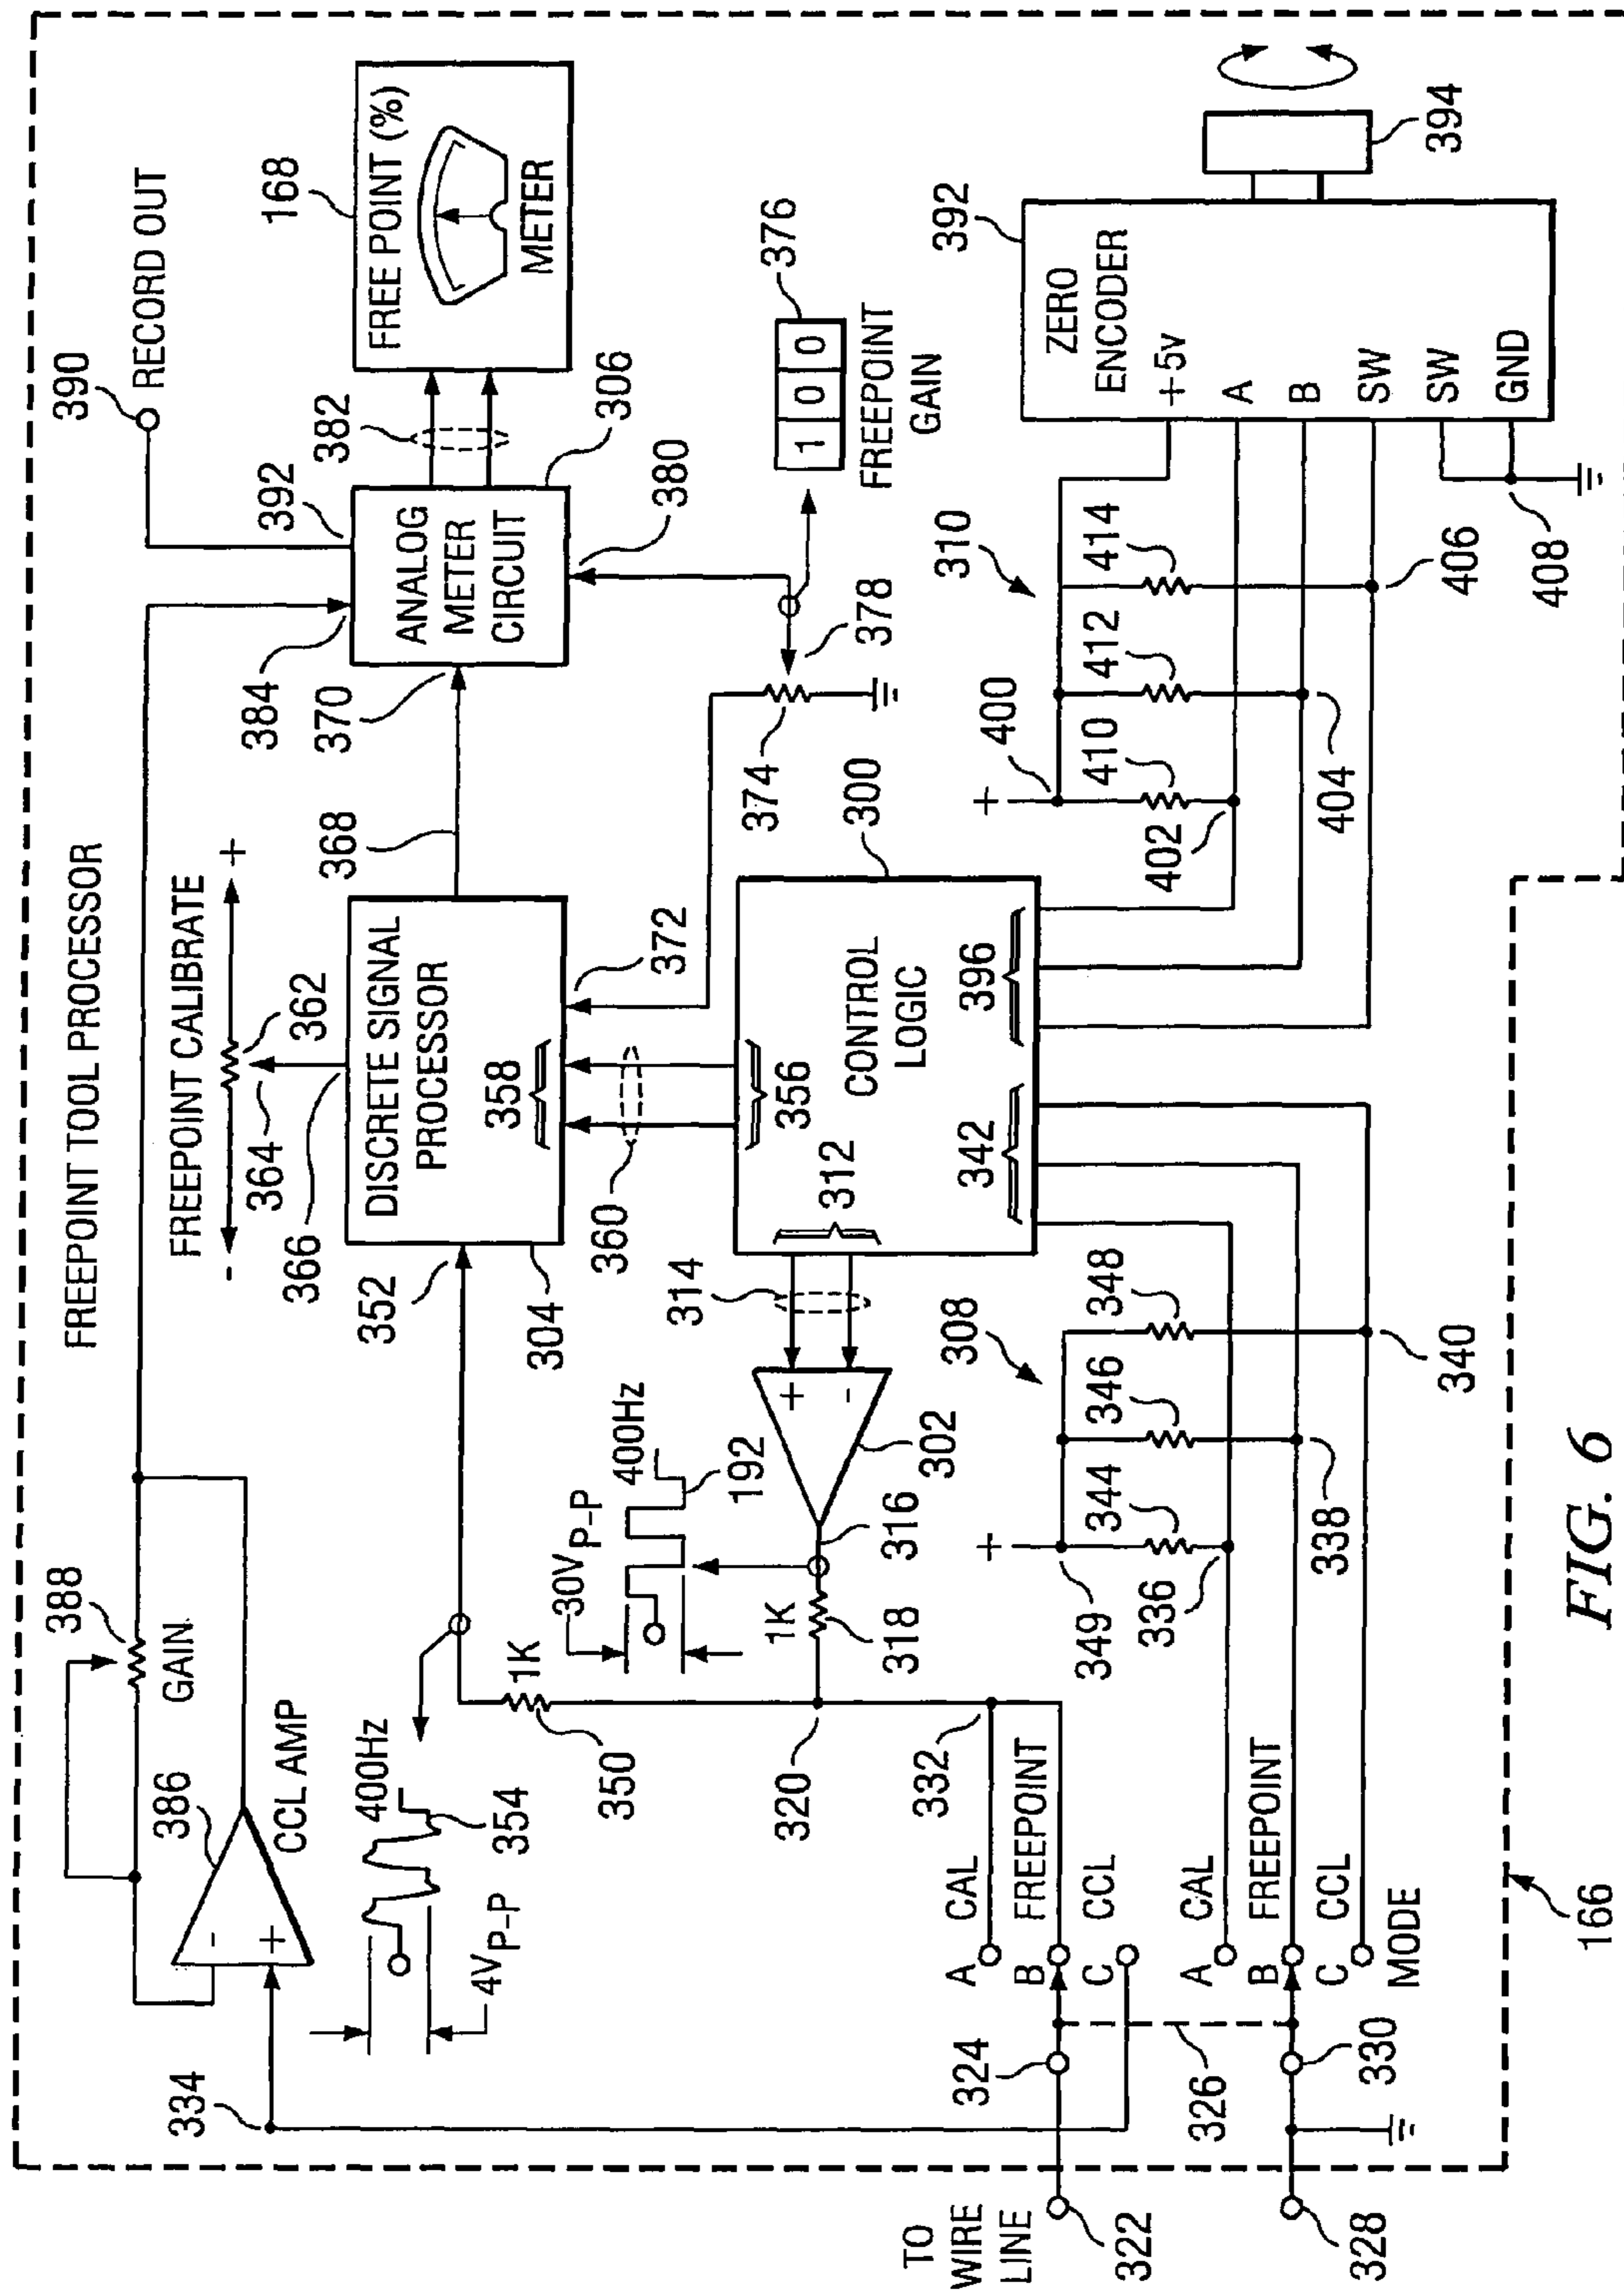 FREEPOINT TOOL PROCESSOR
388
GAIN
386
CCL AMP
334
390
RECORD OUT
FREEPOINT CALIBRATE
-
+
362
364
366
400Hz
354
4V P-P
1K
350
352
DISCRETE SIGNAL
PROCESSOR
358
304
360
372
368
370
384
392
ANALOG
METER
CIRCUIT
306
380
382
168
FREE POINT (%)
METER
374
378
376
1 0 0
FREEPOINT
GAIN
30V P-P
400Hz
192
1K
318
316
320
302
+
-
314
312
356
CONTROL
LOGIC
300
342
396
332
A CAL
B FREEPOINT
C CCL
A CAL
B FREEPOINT
C CCL
MODE
TO
WIRE
LINE
322
324
326
328
330
308
+
349
344
346
348
336
338
340
310
+
400
410
412
414
402
404
406
408
392
ZERO
ENCODER
+5v
A
B
SW
SW
GND
394
166
FIG. 6